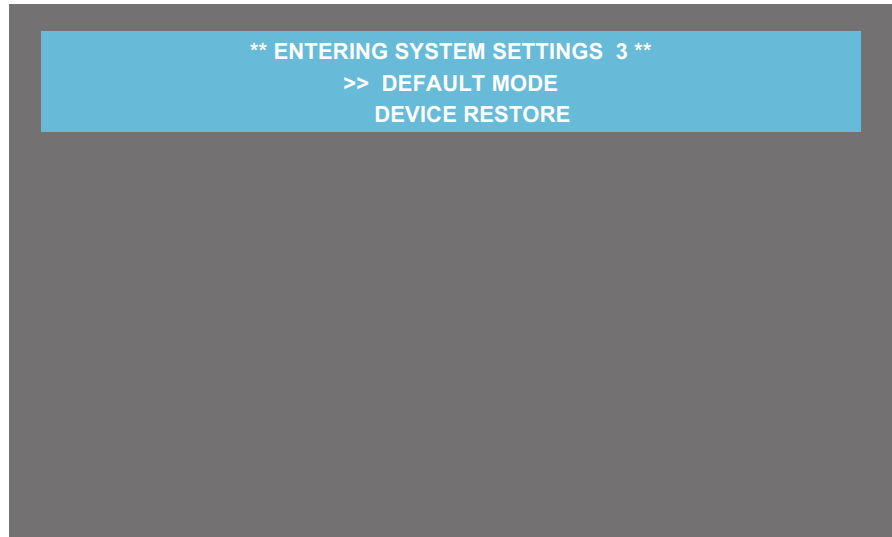 ** ENTERING SYSTEM SETTINGS  3 **
>>  DEFAULT MODE
DEVICE RESTORE